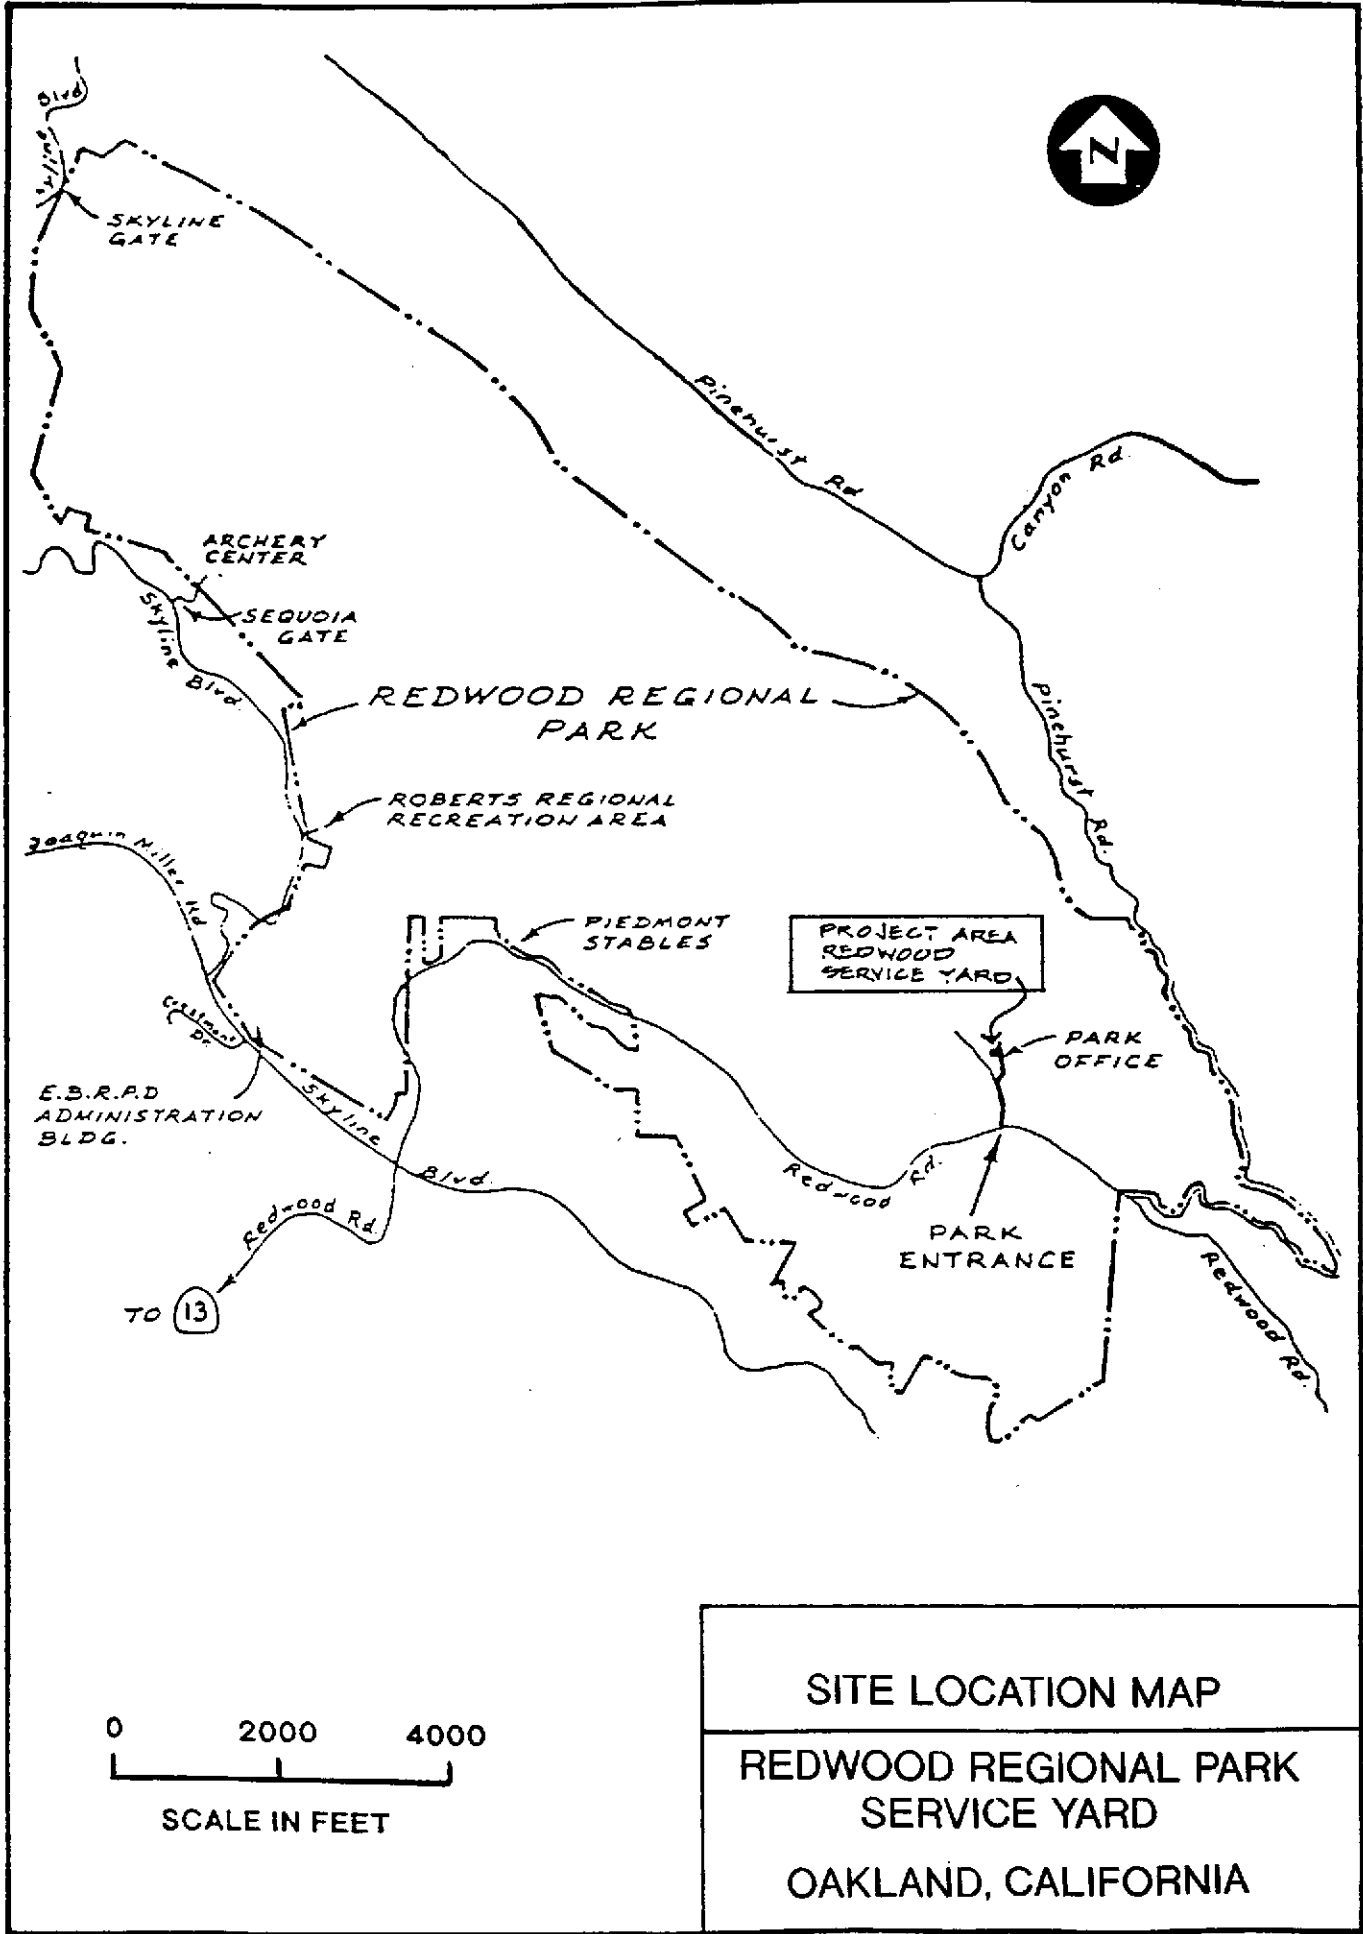 Blvd
N
SKYLINE
GATE
Pinehurst Rd
Canyon Rd.
ARCHERY
CENTER
SEQUOIA
GATE
Skyline Blvd.
REDWOOD REGIONAL
PARK
Pinehurst Rd.
ROBERTS REGIONAL
RECREATION AREA
Joaquin Miller Rd
PIEDMONT
STABLES
PROJECT AREA
REDWOOD
SERVICE YARD
Crestmont
Dr.
PARK
OFFICE
E.B.R.P.D
ADMINISTRATION
BLDG.
Skyline Blvd.
Redwood Rd.
Redwood Rd.
PARK
ENTRANCE
Redwood Rd.
TO 13
SITE LOCATION MAP
0 2000 4000
SCALE IN FEET
REDWOOD REGIONAL PARK
SERVICE YARD
OAKLAND, CALIFORNIA